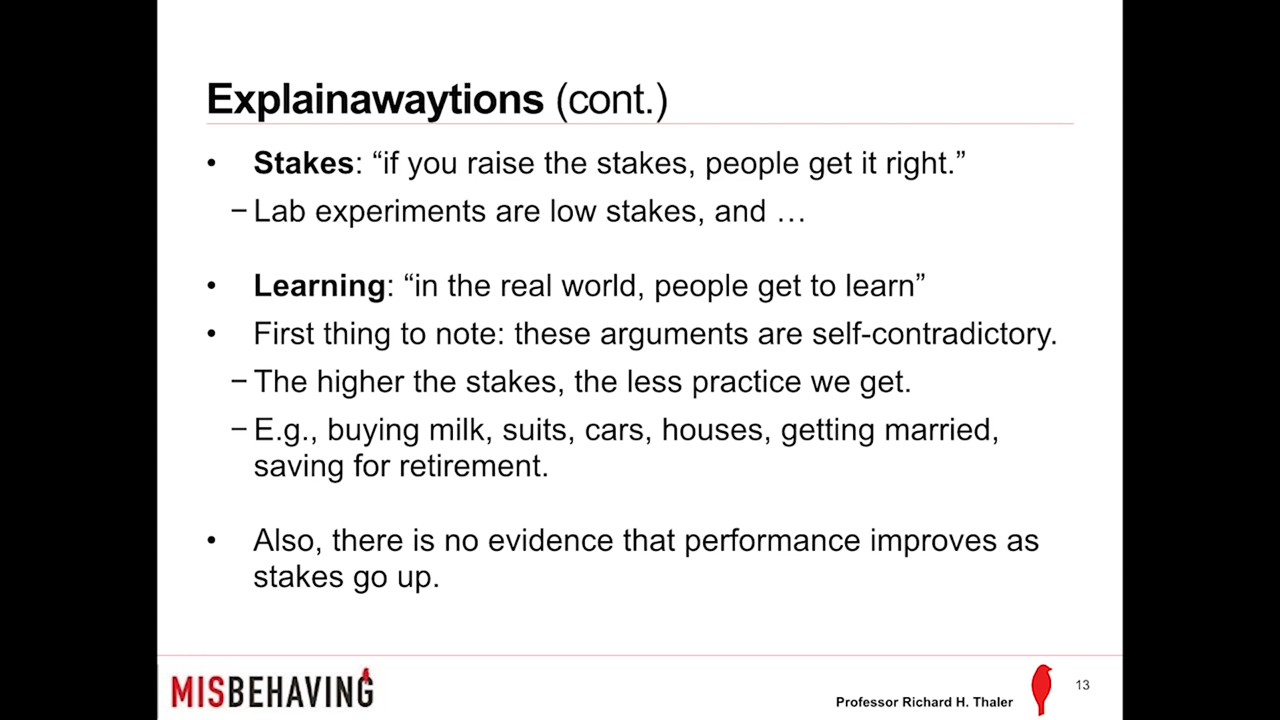 Explainawaytions (cont.)
• Stakes: “if you raise the stakes, people get it right.”
– Lab experiments are low stakes, and …
• Learning: “in the real world, people get to learn”
• First thing to note: these arguments are self-contradictory.
– The higher the stakes, the less practice we get.
– E.g., buying milk, suits, cars, houses, getting married,
saving for retirement.
• Also, there is no evidence that performance improves as
stakes go up.
MISBEHAVING
Professor Richard H. Thaler
13